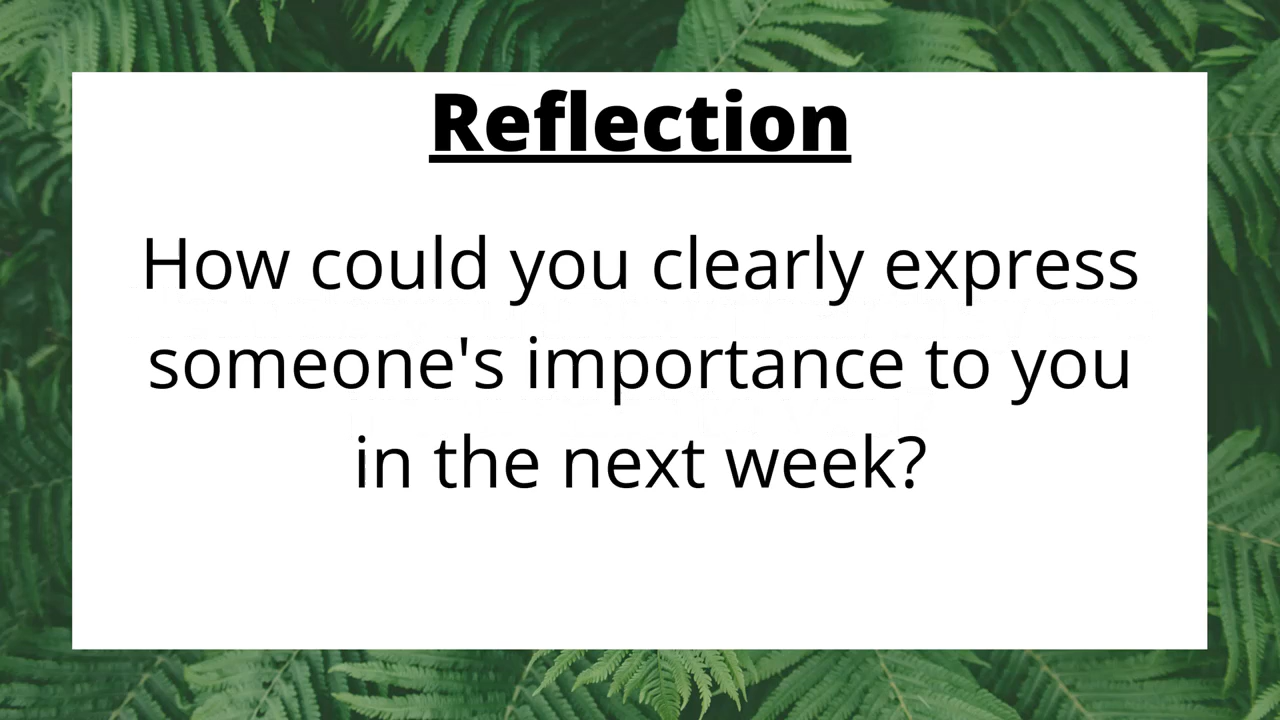 Reflection
How could you clearly express
someone's importance to you
in the next week?